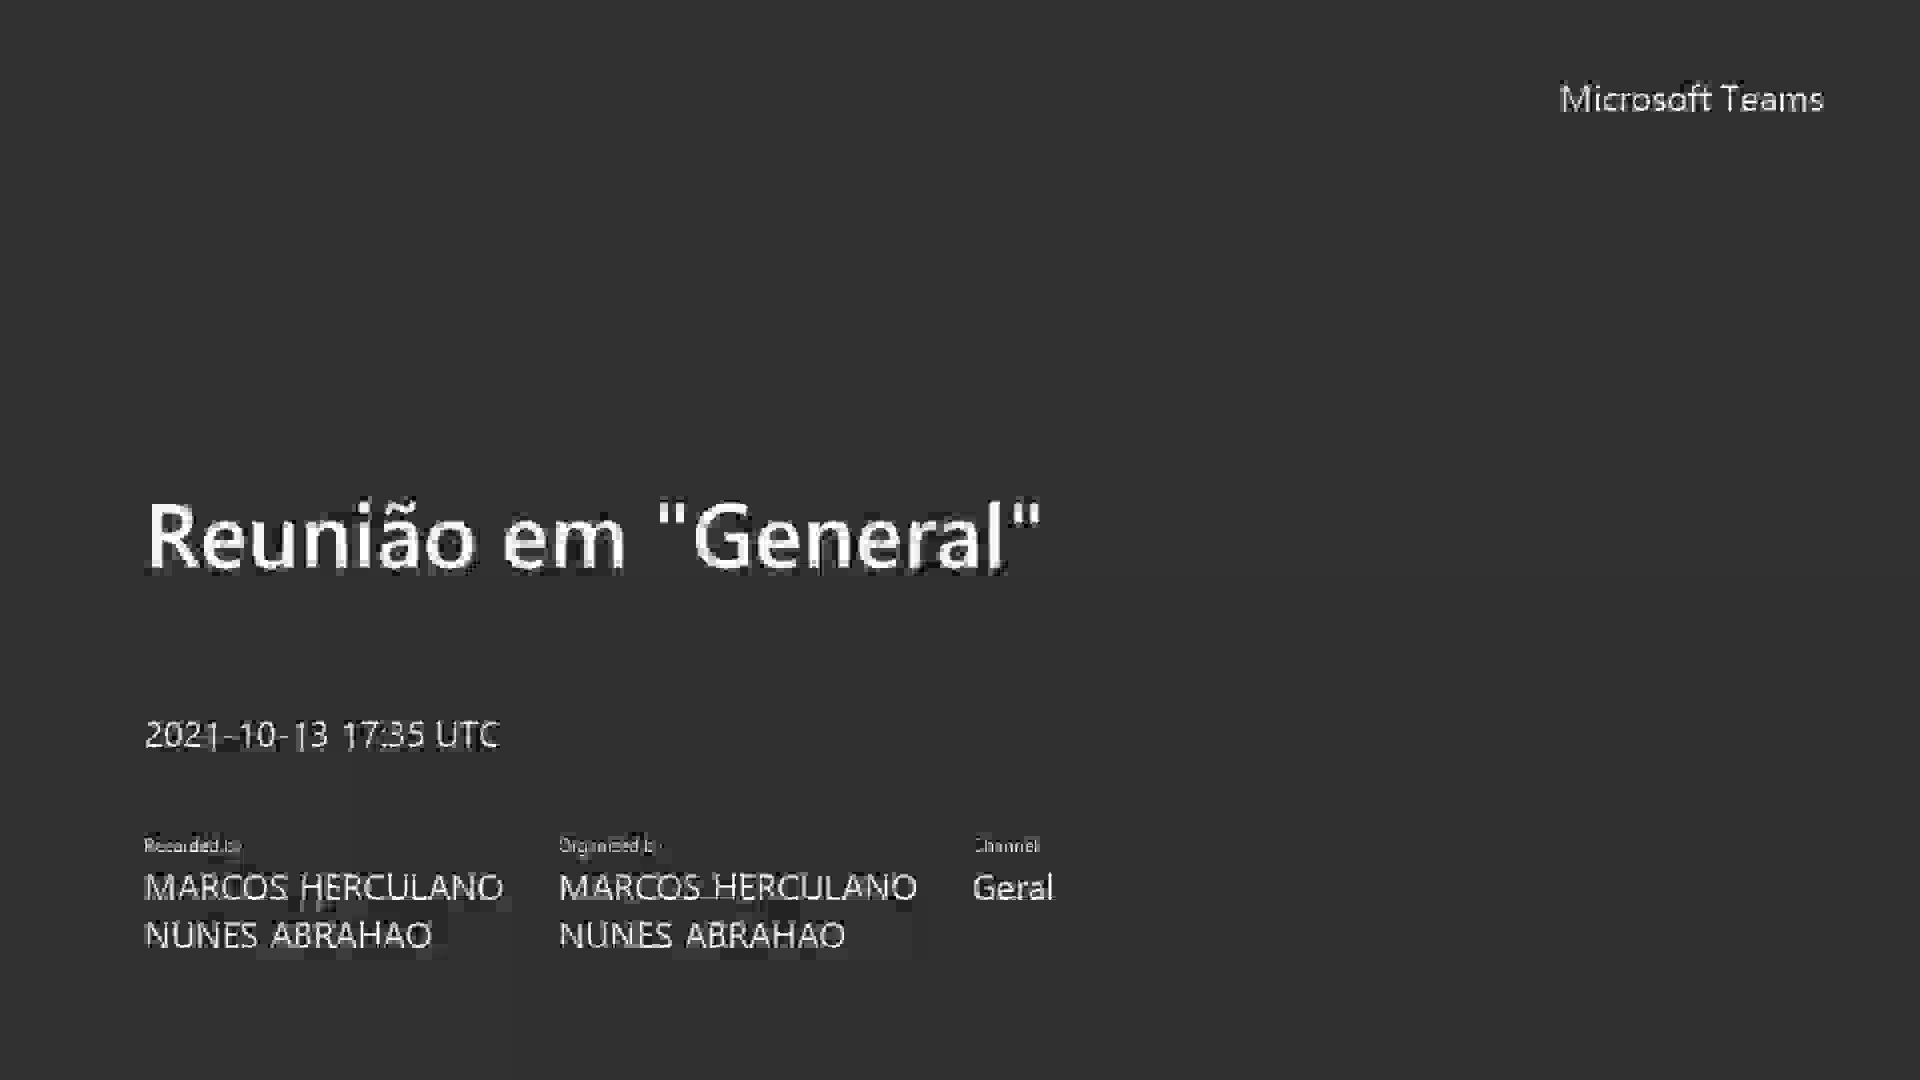 Microsoft Teams
Reunião em "General"
2021-10-13 17:35 UTC
Recorded by
Organized by
Channel
MARCOS HERCULANO
NUNES ABRAHAO
MARCOS HERCULANO
NUNES ABRAHAO
Geral